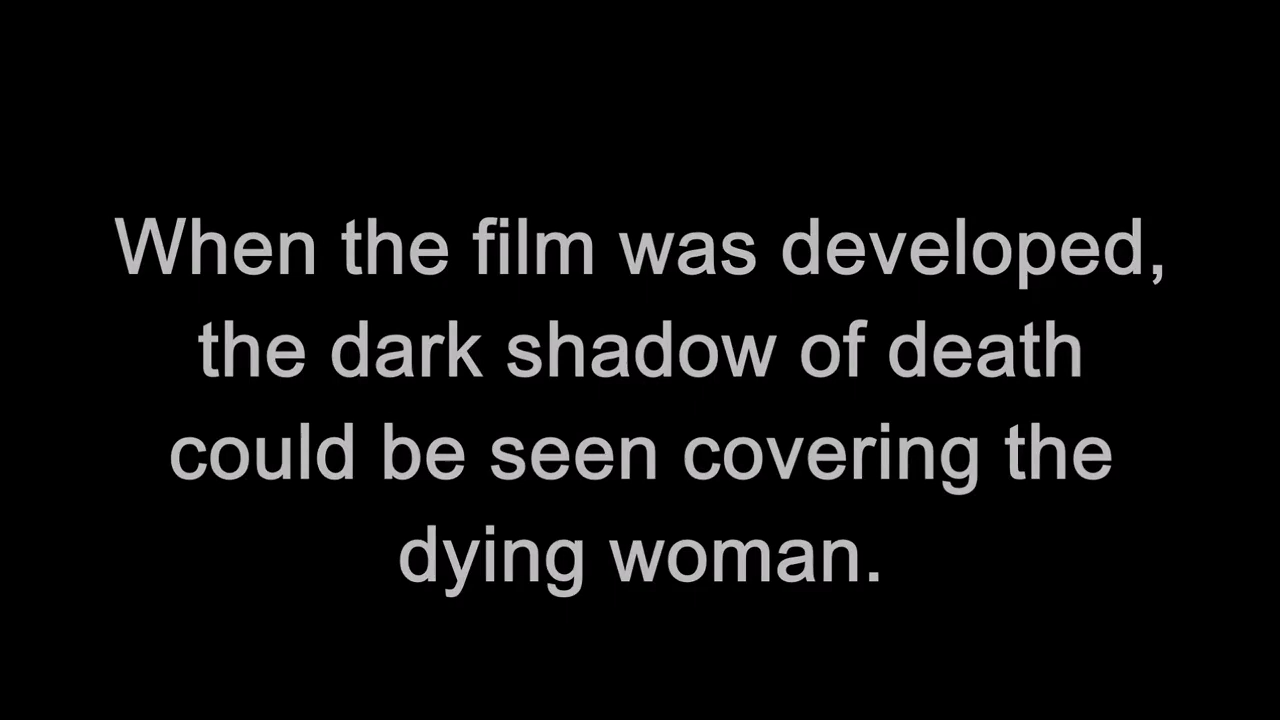 When the film was developed,
the dark shadow of death
could be seen covering the
dying woman.